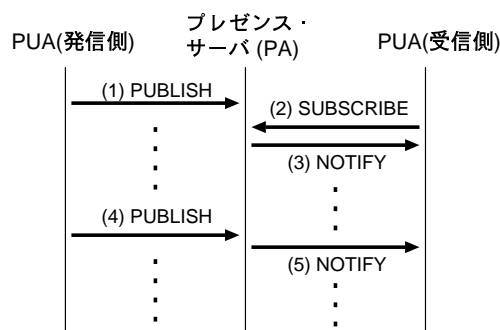 PUA(発信側)
プレゼンス・
サーバ (PA)
PUA(受信側)
(1) PUBLISH
(2) SUBSCRIBE
(3) NOTIFY
(4) PUBLISH
(5) NOTIFY